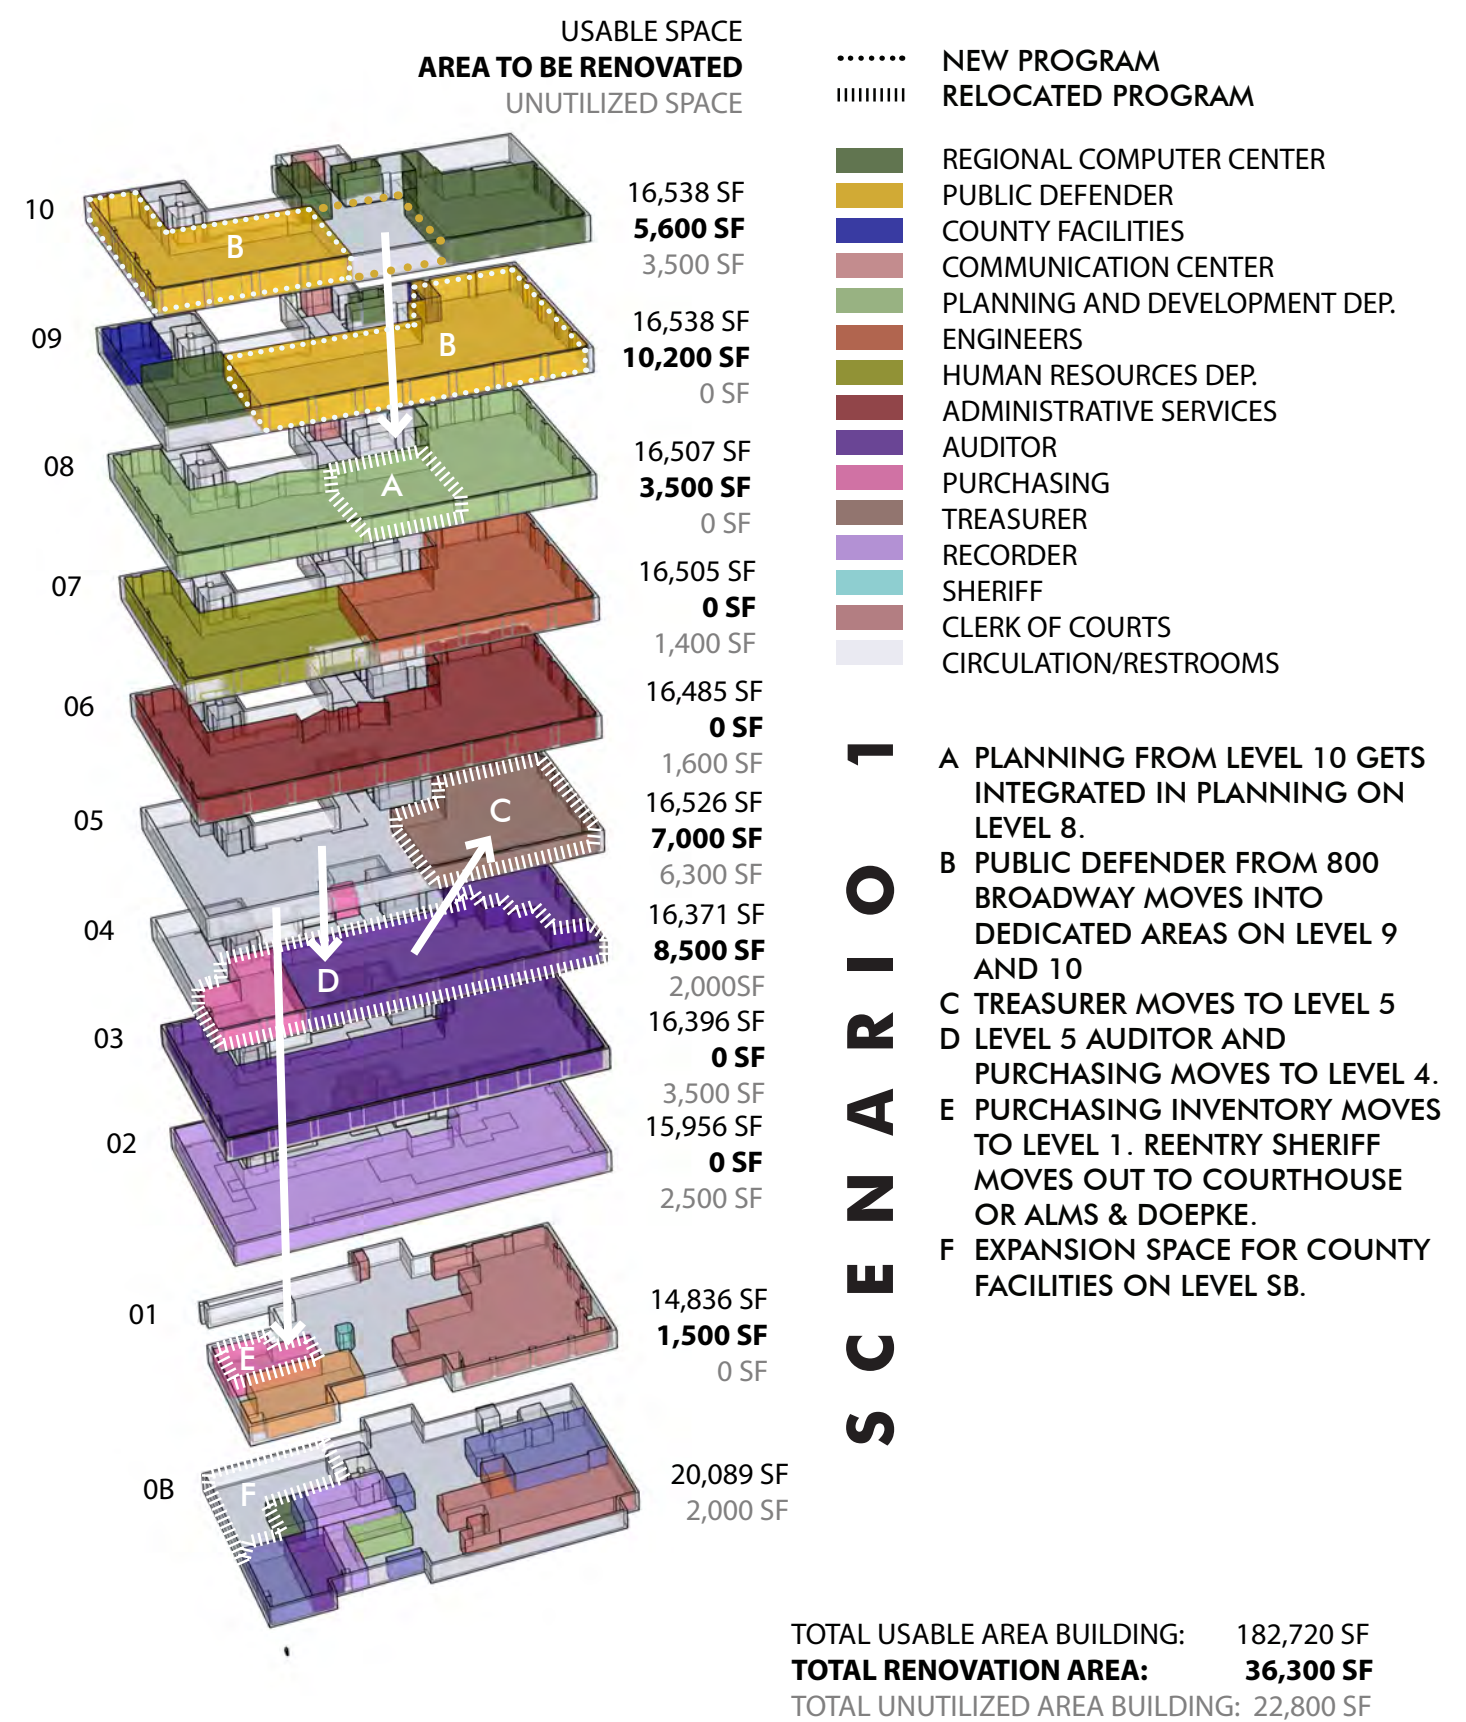 USABLE SPACE
AREA TO BE RENOVATED
UNUTILIZED SPACE
NEW PROGRAM
RELOCATED PROGRAM
REGIONAL COMPUTER CENTER
PUBLIC DEFENDER
COUNTY FACILITIES
COMMUNICATION CENTER
PLANNING AND DEVELOPMENT DEP.
ENGINEERS
HUMAN RESOURCES DEP.
ADMINISTRATIVE SERVICES
AUDITOR
PURCHASING
TREASURER
RECORDER
SHERIFF
CLERK OF COURTS
CIRCULATION/RESTROOMS
10
B
16,538 SF
5,600 SF
3,500 SF
09
B
16,538 SF
10,200 SF
0 SF
08
A
16,507 SF
3,500 SF
0 SF
07
16,505 SF
0 SF
1,400 SF
06
16,485 SF
0 SF
1,600 SF
05
C
16,526 SF
7,000 SF
6,300 SF
04
D
16,371 SF
8,500 SF
2,000SF
03
16,396 SF
0 SF
3,500 SF
02
15,956 SF
0 SF
2,500 SF
01
E
14,836 SF
1,500 SF
0 SF
0B
F
20,089 SF
2,000 SF
SCENARIO 1
A PLANNING FROM LEVEL 10 GETS
INTEGRATED IN PLANNING ON
LEVEL 8.
B PUBLIC DEFENDER FROM 800
BROADWAY MOVES INTO
DEDICATED AREAS ON LEVEL 9
AND 10
C TREASURER MOVES TO LEVEL 5
D LEVEL 5 AUDITOR AND
PURCHASING MOVES TO LEVEL 4.
E PURCHASING INVENTORY MOVES
TO LEVEL 1. REENTRY SHERIFF
MOVES OUT TO COURTHOUSE
OR ALMS & DOEPKE.
F EXPANSION SPACE FOR COUNTY
FACILITIES ON LEVEL SB.
TOTAL USABLE AREA BUILDING: 182,720 SF
TOTAL RENOVATION AREA: 36,300 SF
TOTAL UNUTILIZED AREA BUILDING: 22,800 SF